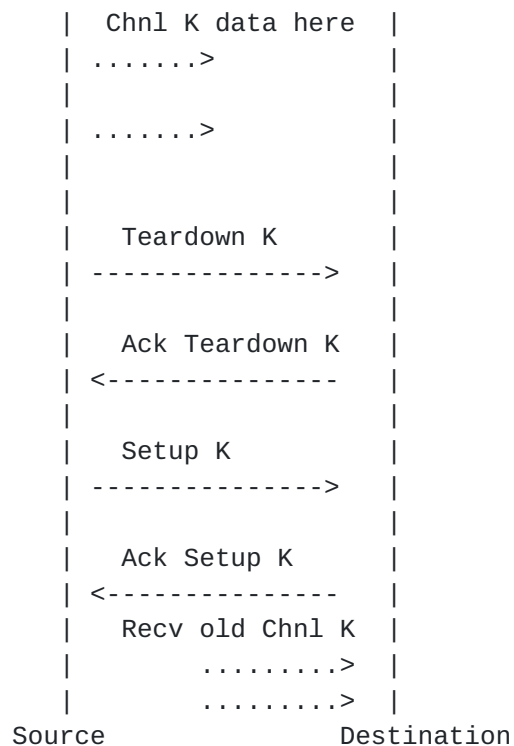 Chnl K data here
.......>
.......>
Teardown K
--------------->
Ack Teardown K
<---------------
Setup K
--------------->
Ack Setup K
<---------------
Recv old Chnl K
.........>
.........>
Source Destination